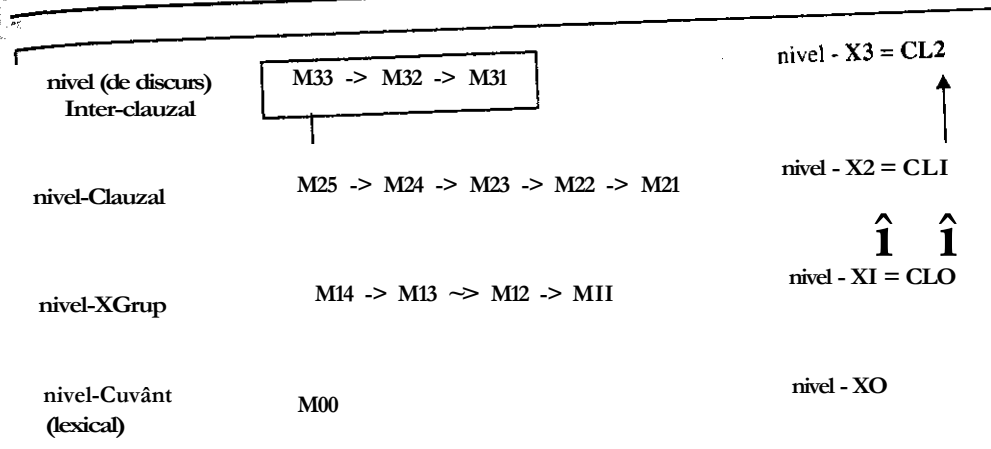 nivel (de discurs) M33 -> M32 -> M31 nivel - X3 = CL2
Inter-clauzal
nivel-Clauzal M25 -> M24 -> M23 -> M22 -> M21 nivel - X2 = CLI
î î
nivel-XGrup M14 -> M13 ~> M12 -> MII nivel - XI = CLO
nivel-Cuvânt M00 nivel - XO
(lexical)